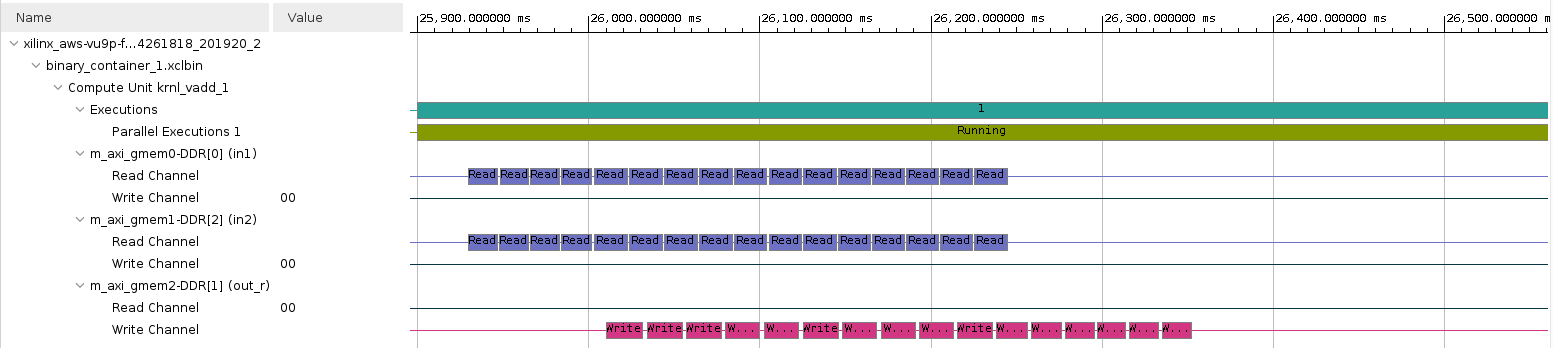 Name Value 25,900.000000 ms 26,000.000000 ms 26,100.000000 ms 26,200.000000 ms 26,300.000000 ms 26,400.000000 ms 26,500.000000 m
xilinx_aws-vu9p-f...4261818_201920_2
binary_container_1.xclbin
Compute Unit krnl_vadd_1
Executions 1
Parallel Executions 1 Running
m_axi_gmem0-DDR[0] (in1)
Read Channel Read Read Read Read Read Read Read Read Read Read Read Read Read Read Read Read
Write Channel 00
m_axi_gmem1-DDR[2] (in2)
Read Channel Read Read Read Read Read Read Read Read Read Read Read Read Read Read Read Read
Write Channel 00
m_axi_gmem2-DDR[1] (out_r)
Read Channel 00
Write Channel Write Write Write W... W... Write W... W... W... Write W... W... W... W... W... W...